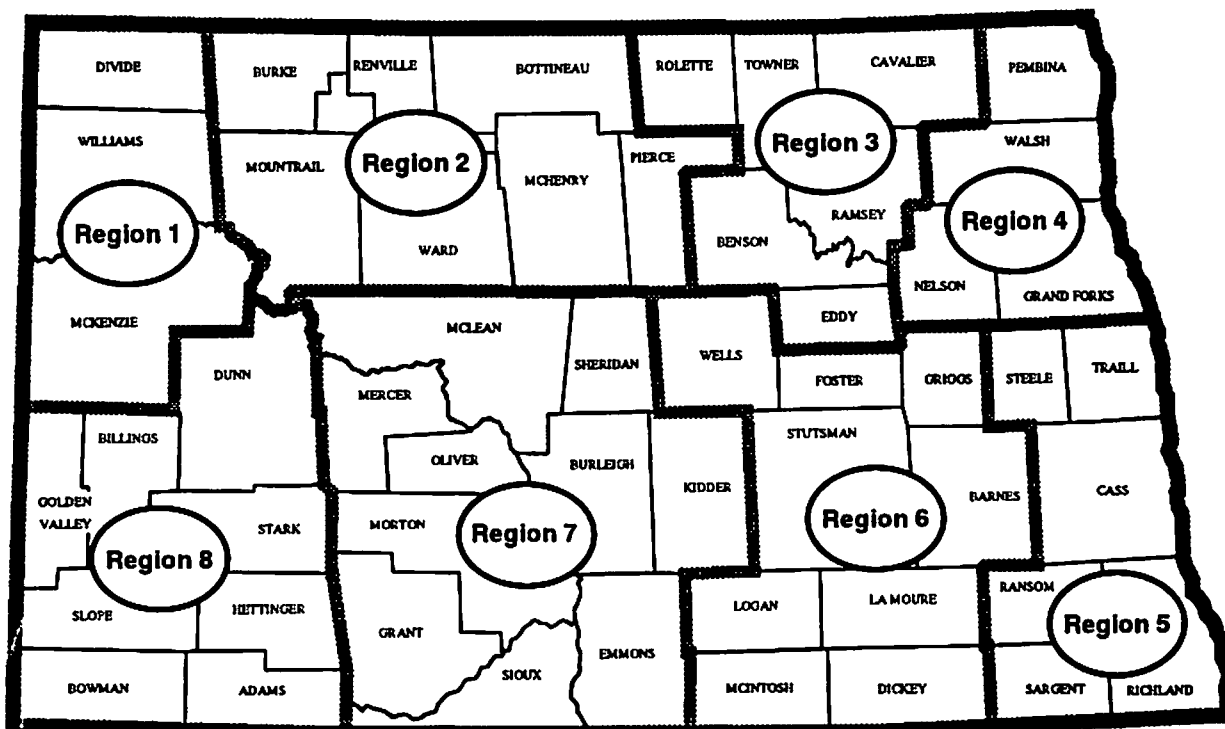 DIVIDE
BURKE
RENVILLE
BOTTINEAU
ROLETTE
TOWNER
CAVALIER
PEMBINA
WILLIAMS
MOUNTRAIL
Region 2
MCHENRY
PIERCE
Region 3
WALSH
Region 1
WARD
BENSON
RAMSEY
Region 4
NELSON
GRAND FORKS
MCKENZIE
DUNN
MCLEAN
SHERIDAN
WELLS
EDDY
FOSTER
GRIGGS
STEELE
TRAILL
MERCER
BILLINGS
OLIVER
BURLEIGH
KIDDER
STUTSMAN
BARNES
CASS
GOLDEN
VALLEY
STARK
MORTON
Region 7
Region 6
Region 8
SLOPE
HETTINGER
GRANT
SIOUX
EMMONS
LOGAN
LA MOURE
RANSOM
Region 5
BOWMAN
ADAMS
MCINTOSH
DICKEY
SARGENT
RICHLAND